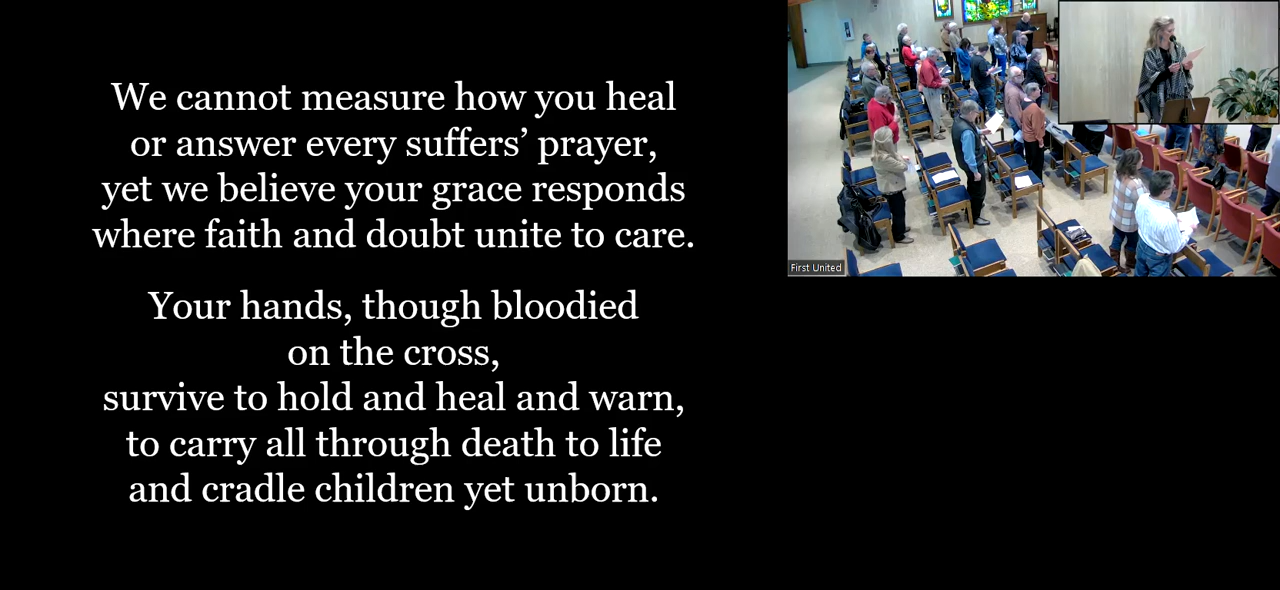 We cannot measure how you heal
or answer every suffers’ prayer,
yet we believe your grace responds
where faith and doubt unite to care.
Your hands, though bloodied
on the cross,
survive to hold and heal and warn,
to carry all through death to life
and cradle children yet unborn.
First United